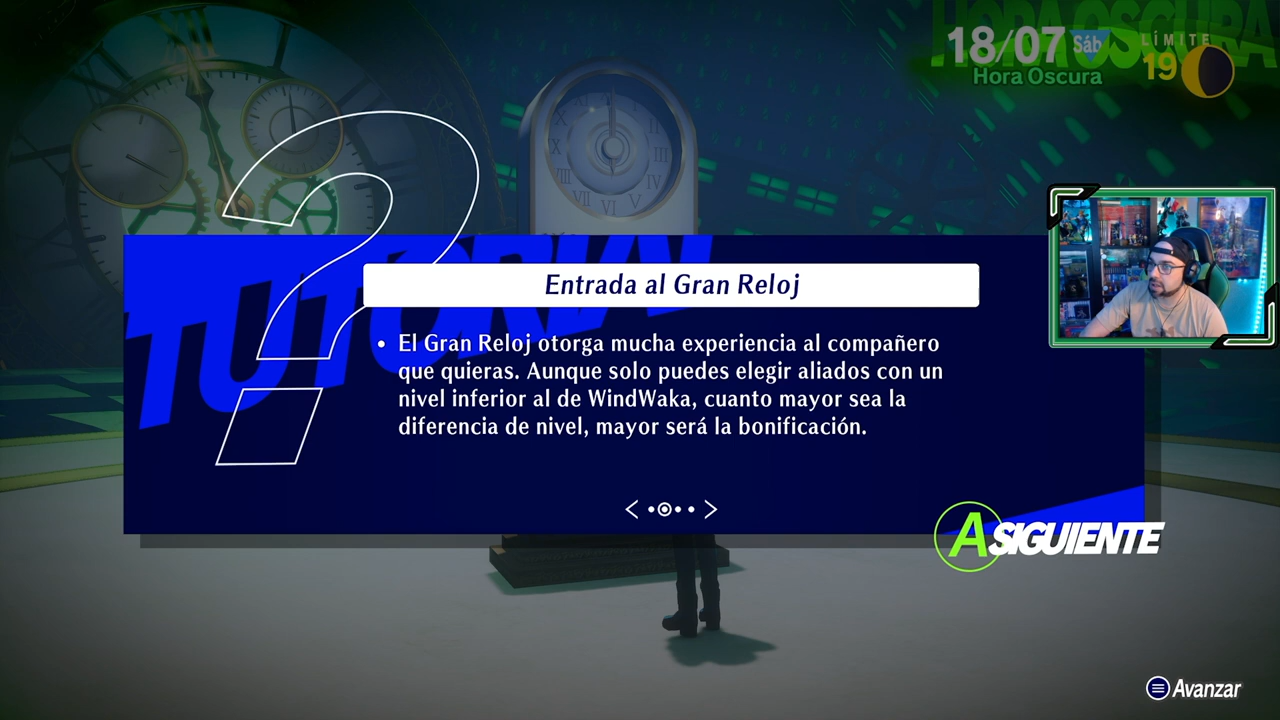 HORA OSCURA
18/07 Sáb
LÍMITE
19
Hora Oscura
TUTORIAL
Entrada al Gran Reloj
• El Gran Reloj otorga mucha experiencia al compañero
que quieras. Aunque solo puedes elegir aliados con un
nivel inferior al de WindWaka, cuanto mayor sea la
diferencia de nivel, mayor será la bonificación.
A SIGUIENTE
Avanzar